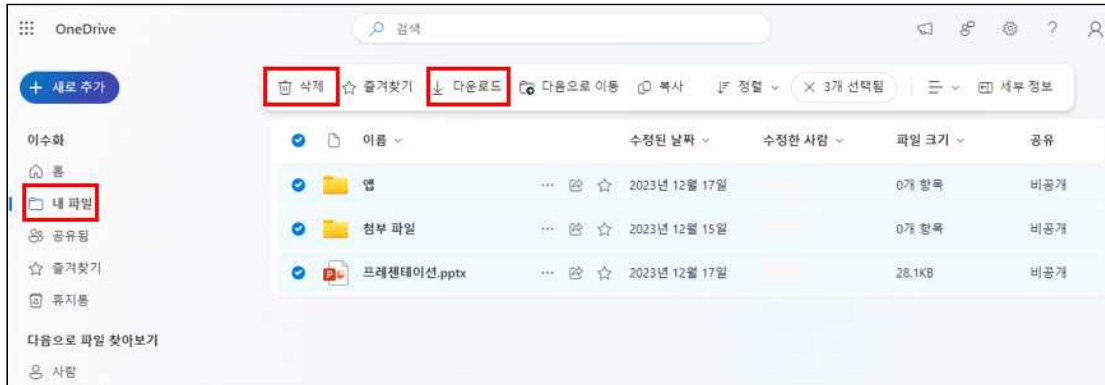 OneDrive 검색
+ 새로 추가 삭제 즐겨찾기 다운로드 다음으로 이동 복사 정렬 3개 선택됨 세부 정보
이수화 이름 수정된 날짜 수정한 사람 파일 크기 공유
홈
앱 2023년 12월 17일 0개 항목 비공개
내 파일
첨부 파일 2023년 12월 15일 0개 항목 비공개
공유됨
즐겨찾기
프레젠테이션.pptx 2023년 12월 17일 28.1KB 비공개
휴지통
다음으로 파일 찾아보기
사람